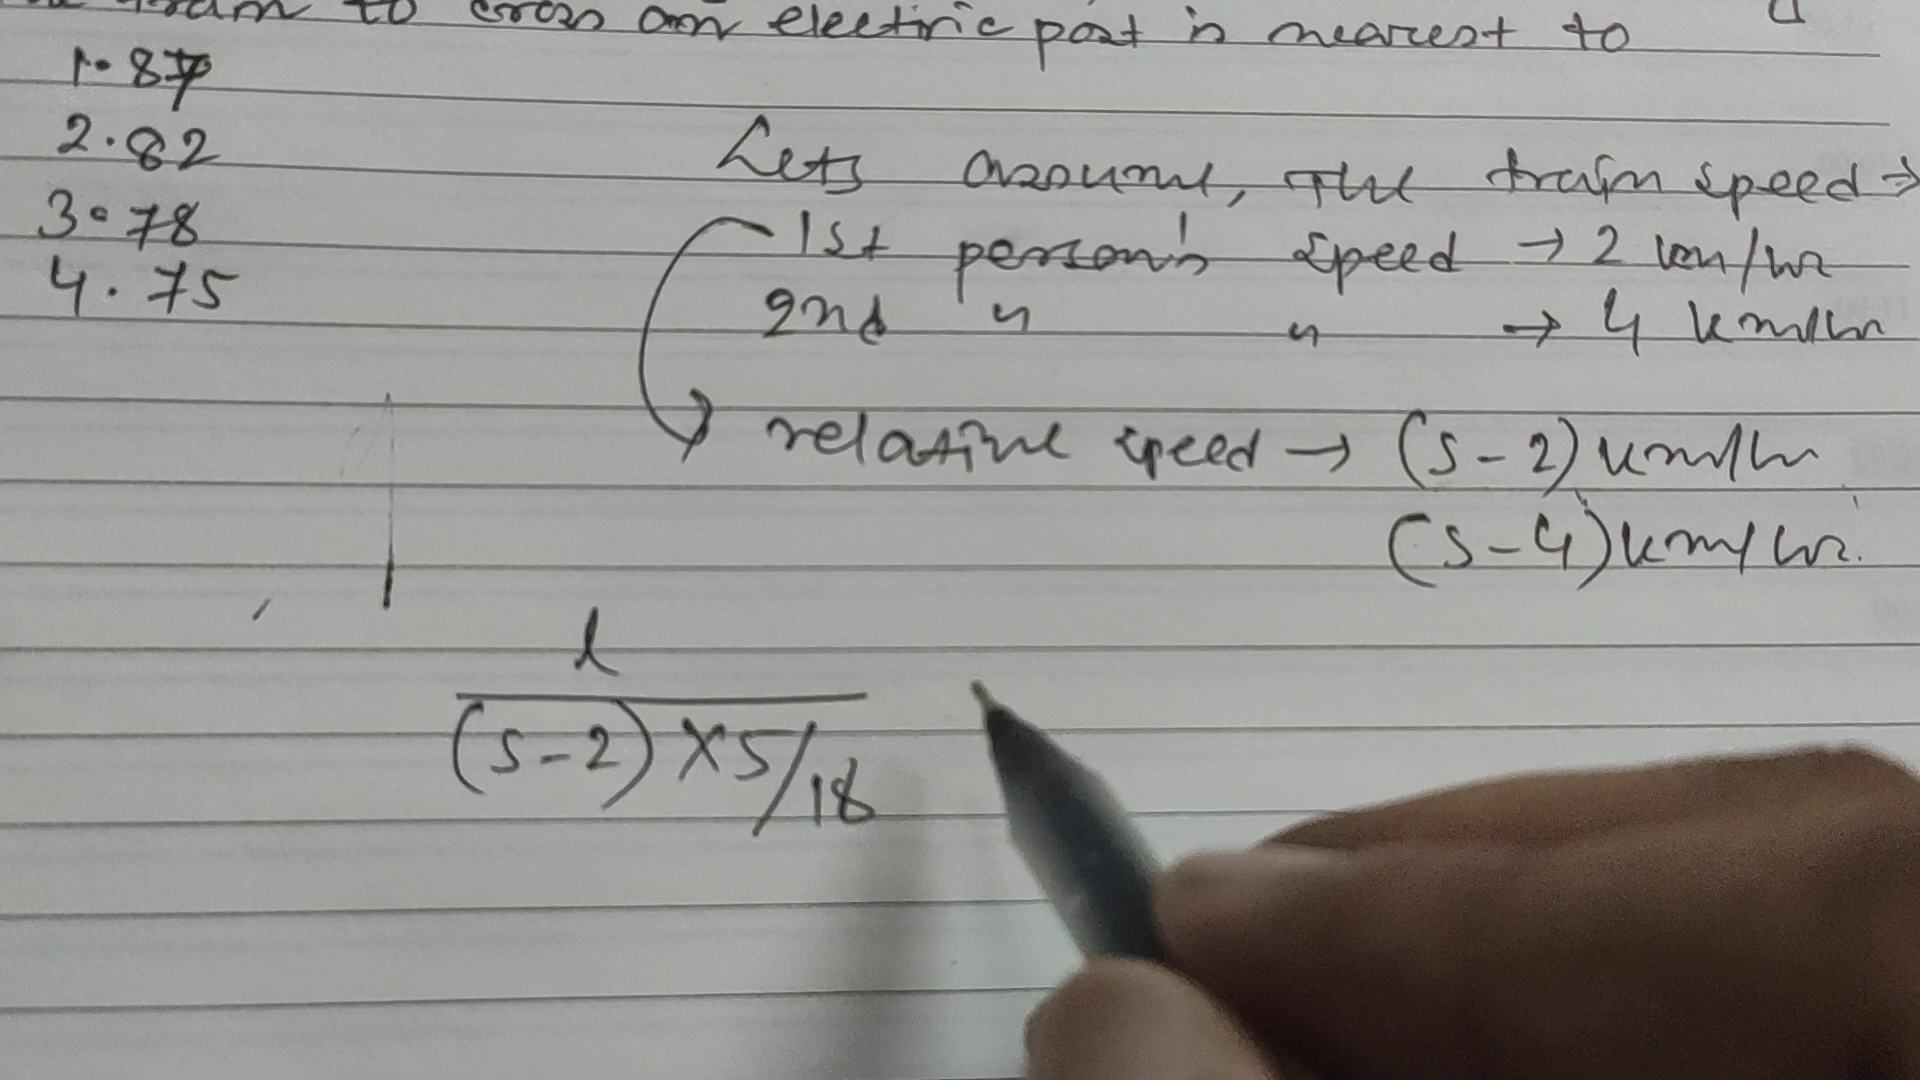 train to cross an electric post is nearest to
1. 87
2. 82
3. 78
4. 75
Lets assume, The train speed →
1st person's speed → 2 km/hr
2nd " " → 4 km/hr
relative speed → (s-2) km/hr
(s-4) km/hr.
l
(s-2) x 5/18